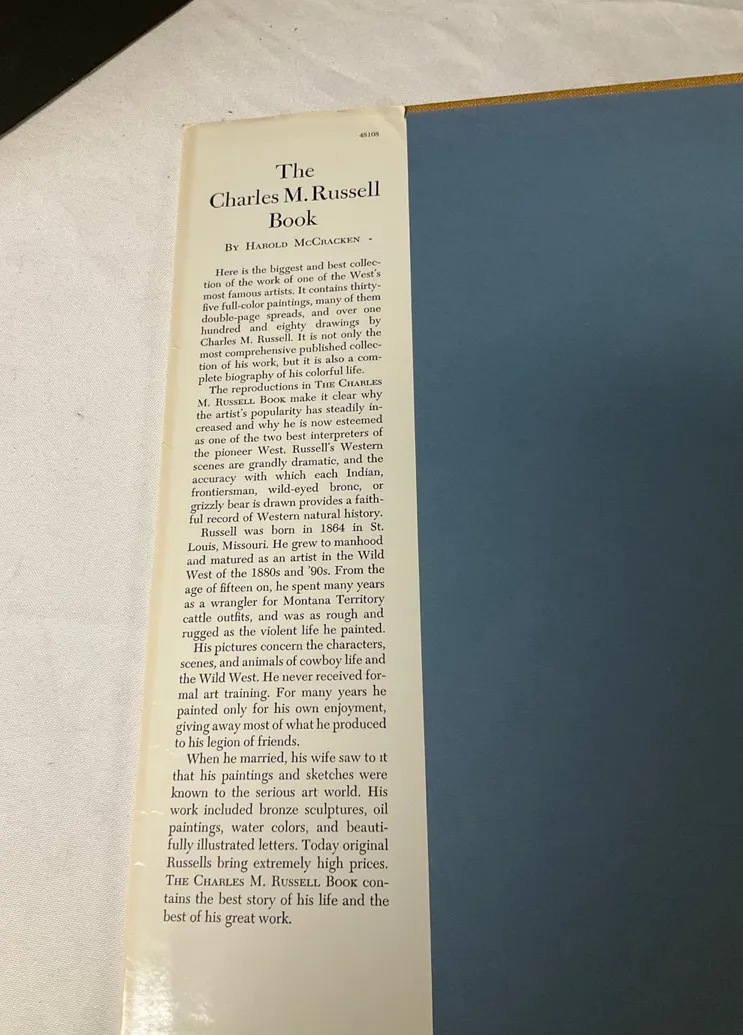 48108
The
Charles M. Russell
Book
By Harold McCracken -
Here is the biggest and best collec-
tion of the work of one of the West's
most famous artists. It contains thirty-
five full-color paintings, many of them
double-page spreads, and over one
hundred and eighty drawings by
Charles M. Russell. It is not only the
most comprehensive published collec-
tion of his work, but it is also a com-
plete biography of his colorful life.
The reproductions in The Charles
M. Russell Book make it clear why
the artist's popularity has steadily in-
creased and why he is now esteemed
as one of the two best interpreters of
the pioneer West. Russell's Western
scenes are grandly dramatic, and the
accuracy with which each Indian,
frontiersman, wild-eyed bronc, or
grizzly bear is drawn provides a faith-
ful record of Western natural history.
Russell was born in 1864 in St.
Louis, Missouri. He grew to manhood
and matured as an artist in the Wild
West of the 1880s and '90s. From the
age of fifteen on, he spent many years
as a wrangler for Montana Territory
cattle outfits, and was as rough and
rugged as the violent life he painted.
His pictures concern the characters,
scenes, and animals of cowboy life and
the Wild West. He never received for-
mal art training. For many years he
painted only for his own enjoyment,
giving away most of what he produced
to his legion of friends.
When he married, his wife saw to it
that his paintings and sketches were
known to the serious art world. His
work included bronze sculptures, oil
paintings, water colors, and beauti-
fully illustrated letters. Today original
Russells bring extremely high prices.
The Charles M. Russell Book con-
tains the best story of his life and the
best of his great work.